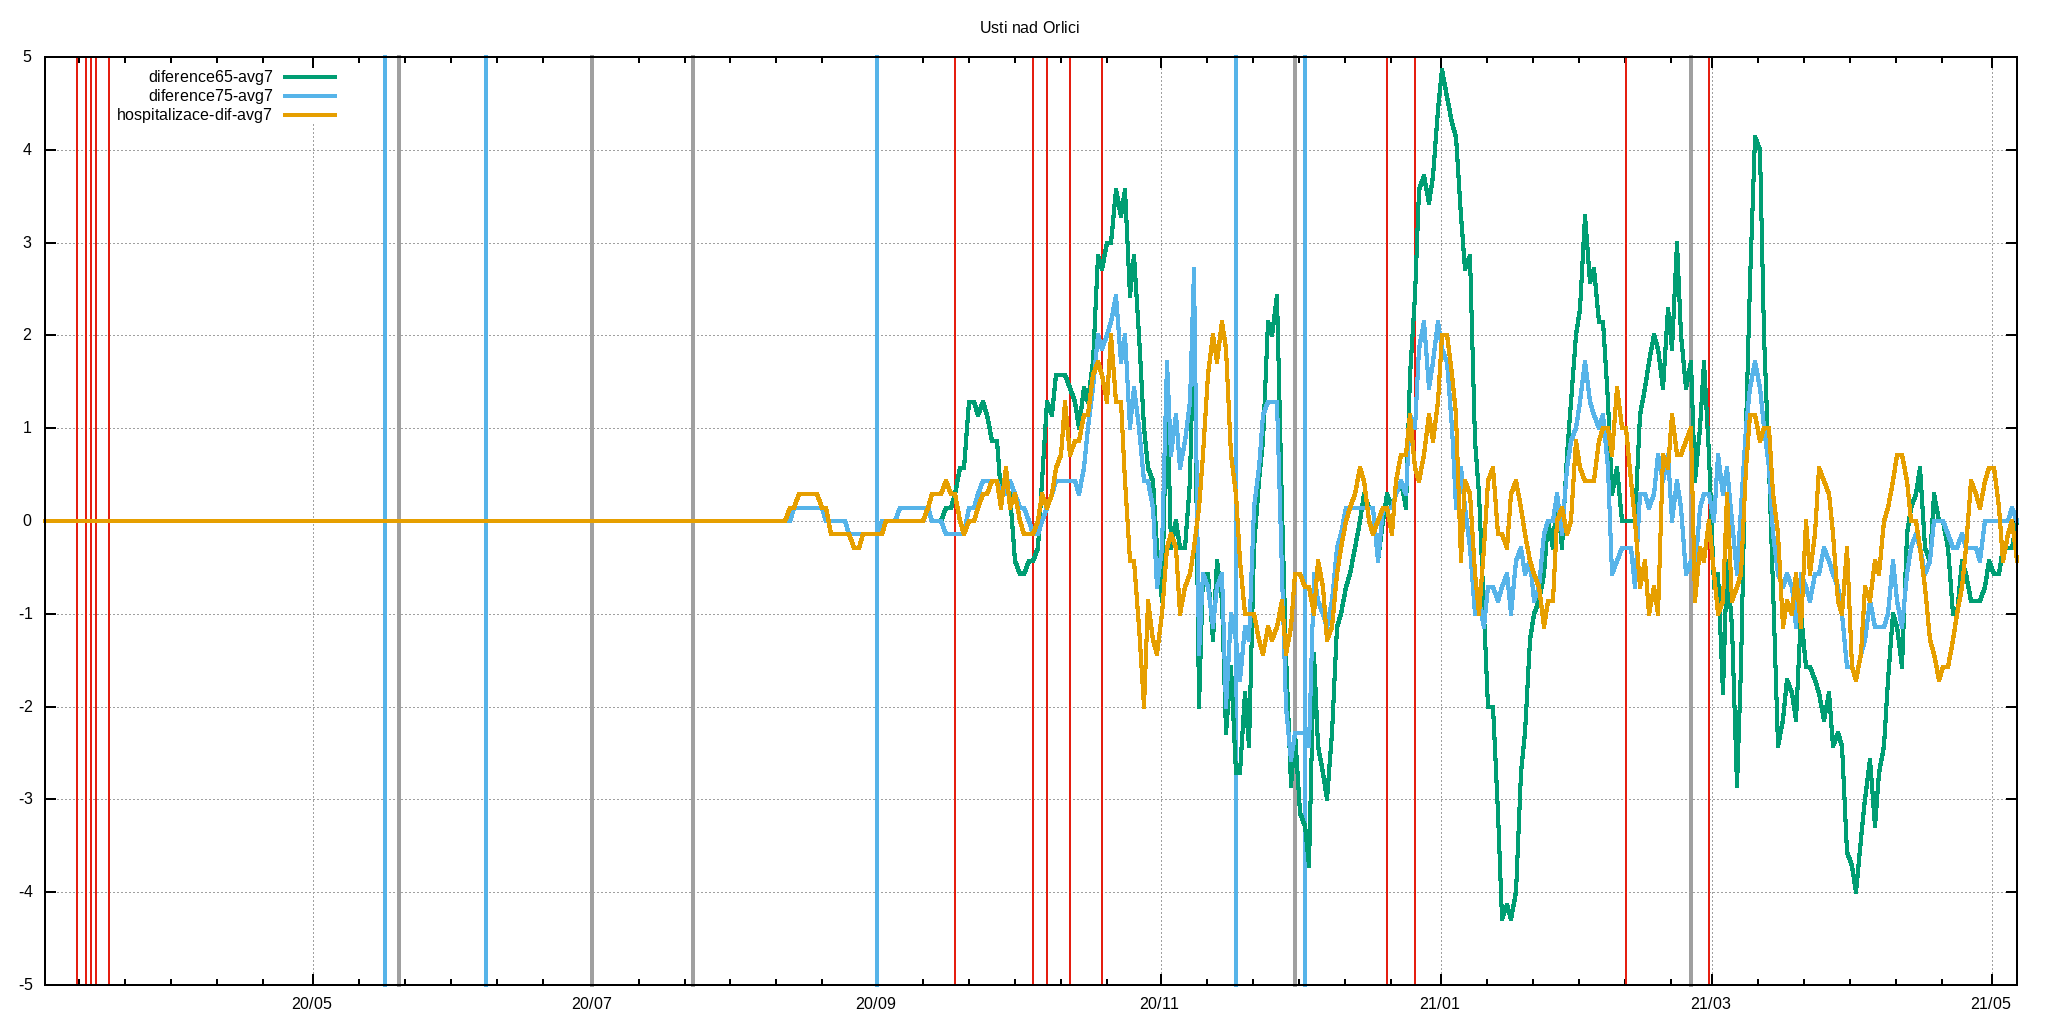 Usti nad Orlici
diference65-avg7
diference75-avg7
hospitalizace-dif-avg7
5
4
3
2
1
0
-1
-2
-3
-4
-5
20/05 20/07 20/09 20/11 21/01 21/03 21/05